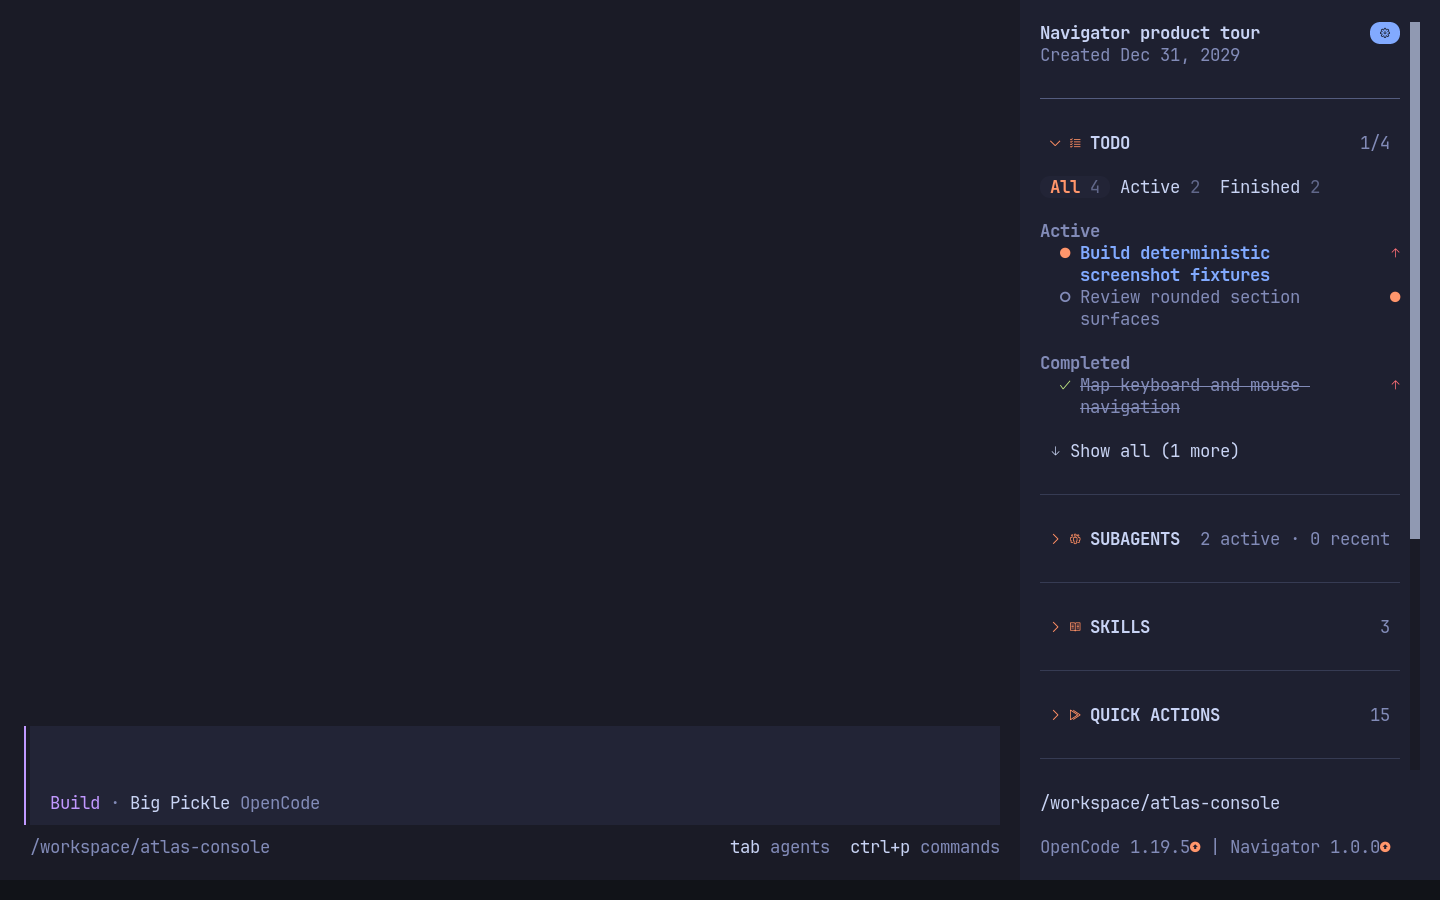 Navigator product tour
Created Dec 31, 2029
TODO 1/4
All 4 Active 2 Finished 2
Active
Build deterministic
screenshot fixtures
Review rounded section
surfaces
Completed
Map keyboard and mouse
navigation
↓ Show all (1 more)
SUBAGENTS 2 active · 0 recent
SKILLS 3
QUICK ACTIONS 15
Build · Big Pickle OpenCode
/workspace/atlas-console
tab agents ctrl+p commands
/workspace/atlas-console
OpenCode 1.19.5 | Navigator 1.0.0